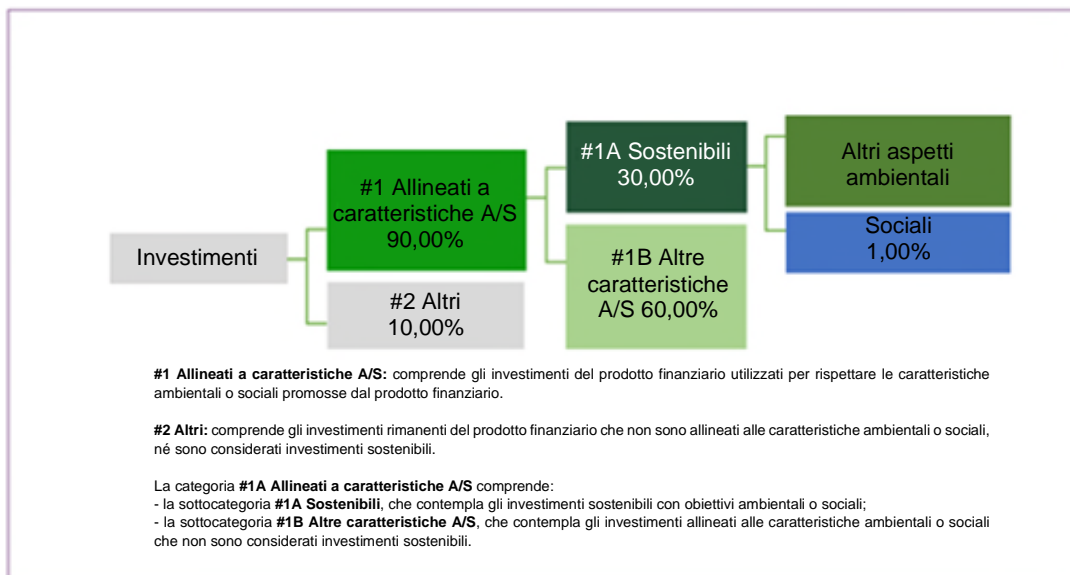 Investimenti
#1 Allineati a
caratteristiche A/S
90,00%
#2 Altri
10,00%
#1A Sostenibili
30,00%
#1B Altre
caratteristiche
A/S 60,00%
Altri aspetti
ambientali
Sociali
1,00%
#1 Allineati a caratteristiche A/S: comprende gli investimenti del prodotto finanziario utilizzati per rispettare le caratteristiche
ambientali o sociali promosse dal prodotto finanziario.
#2 Altri: comprende gli investimenti rimanenti del prodotto finanziario che non sono allineati alle caratteristiche ambientali o sociali,
né sono considerati investimenti sostenibili.
La categoria #1A Allineati a caratteristiche A/S comprende:
- la sottocategoria #1A Sostenibili, che contempla gli investimenti sostenibili con obiettivi ambientali o sociali;
- la sottocategoria #1B Altre caratteristiche A/S, che contempla gli investimenti allineati alle caratteristiche ambientali o sociali
che non sono considerati investimenti sostenibili.